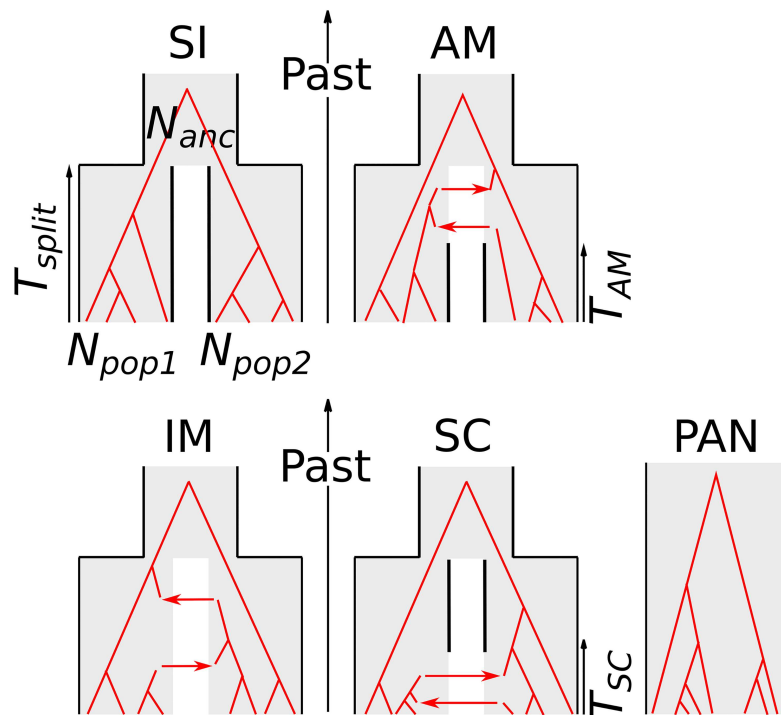 SI
AM
Past
N_anc
T_split
T_AM
N_pop1
N_pop2
IM
SC
PAN
Past
T_SC